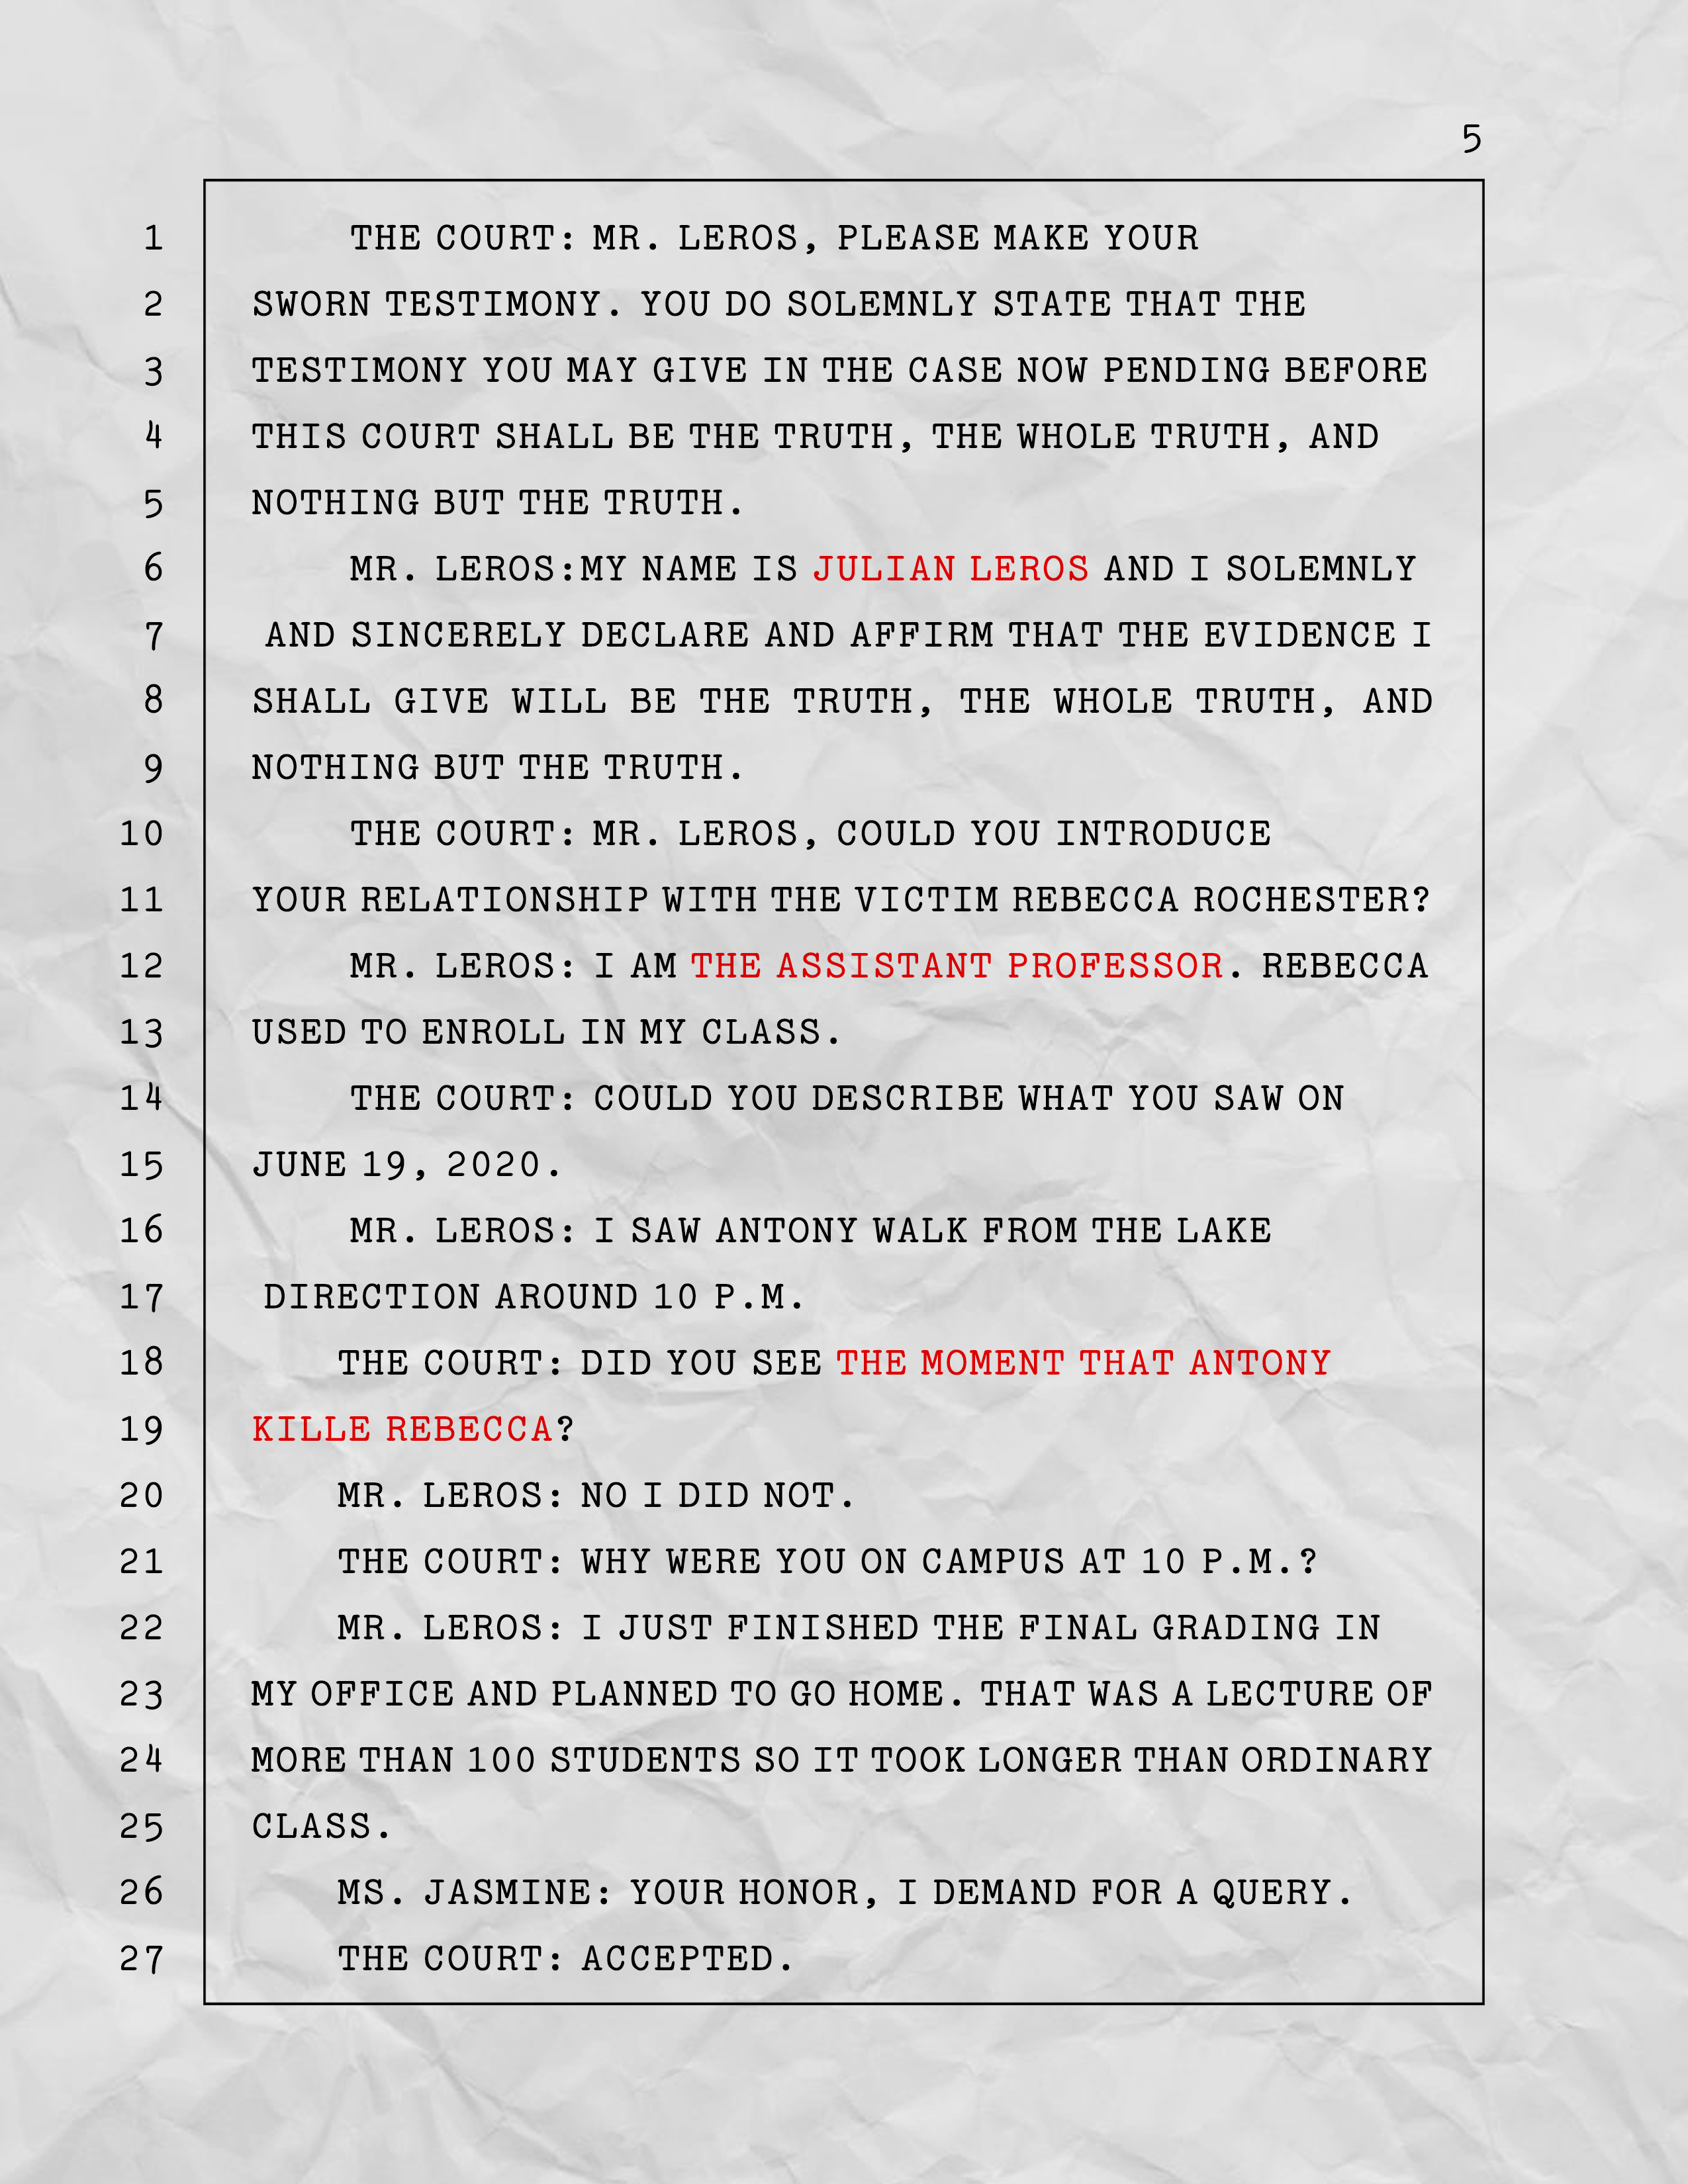 5
1 THE COURT: MR. LEROS, PLEASE MAKE YOUR
2 SWORN TESTIMONY. YOU DO SOLEMNLY STATE THAT THE
3 TESTIMONY YOU MAY GIVE IN THE CASE NOW PENDING BEFORE
4 THIS COURT SHALL BE THE TRUTH, THE WHOLE TRUTH, AND
5 NOTHING BUT THE TRUTH.
6 MR. LEROS:MY NAME IS JULIAN LEROS AND I SOLEMNLY
7 AND SINCERELY DECLARE AND AFFIRM THAT THE EVIDENCE I
8 SHALL GIVE WILL BE THE TRUTH, THE WHOLE TRUTH, AND
9 NOTHING BUT THE TRUTH.
10 THE COURT: MR. LEROS, COULD YOU INTRODUCE
11 YOUR RELATIONSHIP WITH THE VICTIM REBECCA ROCHESTER?
12 MR. LEROS: I AM THE ASSISTANT PROFESSOR. REBECCA
13 USED TO ENROLL IN MY CLASS.
14 THE COURT: COULD YOU DESCRIBE WHAT YOU SAW ON
15 JUNE 19, 2020.
16 MR. LEROS: I SAW ANTONY WALK FROM THE LAKE
17 DIRECTION AROUND 10 P.M.
18 THE COURT: DID YOU SEE THE MOMENT THAT ANTONY
19 KILLE REBECCA?
20 MR. LEROS: NO I DID NOT.
21 THE COURT: WHY WERE YOU ON CAMPUS AT 10 P.M.?
22 MR. LEROS: I JUST FINISHED THE FINAL GRADING IN
23 MY OFFICE AND PLANNED TO GO HOME. THAT WAS A LECTURE OF
24 MORE THAN 100 STUDENTS SO IT TOOK LONGER THAN ORDINARY
25 CLASS.
26 MS. JASMINE: YOUR HONOR, I DEMAND FOR A QUERY.
27 THE COURT: ACCEPTED.